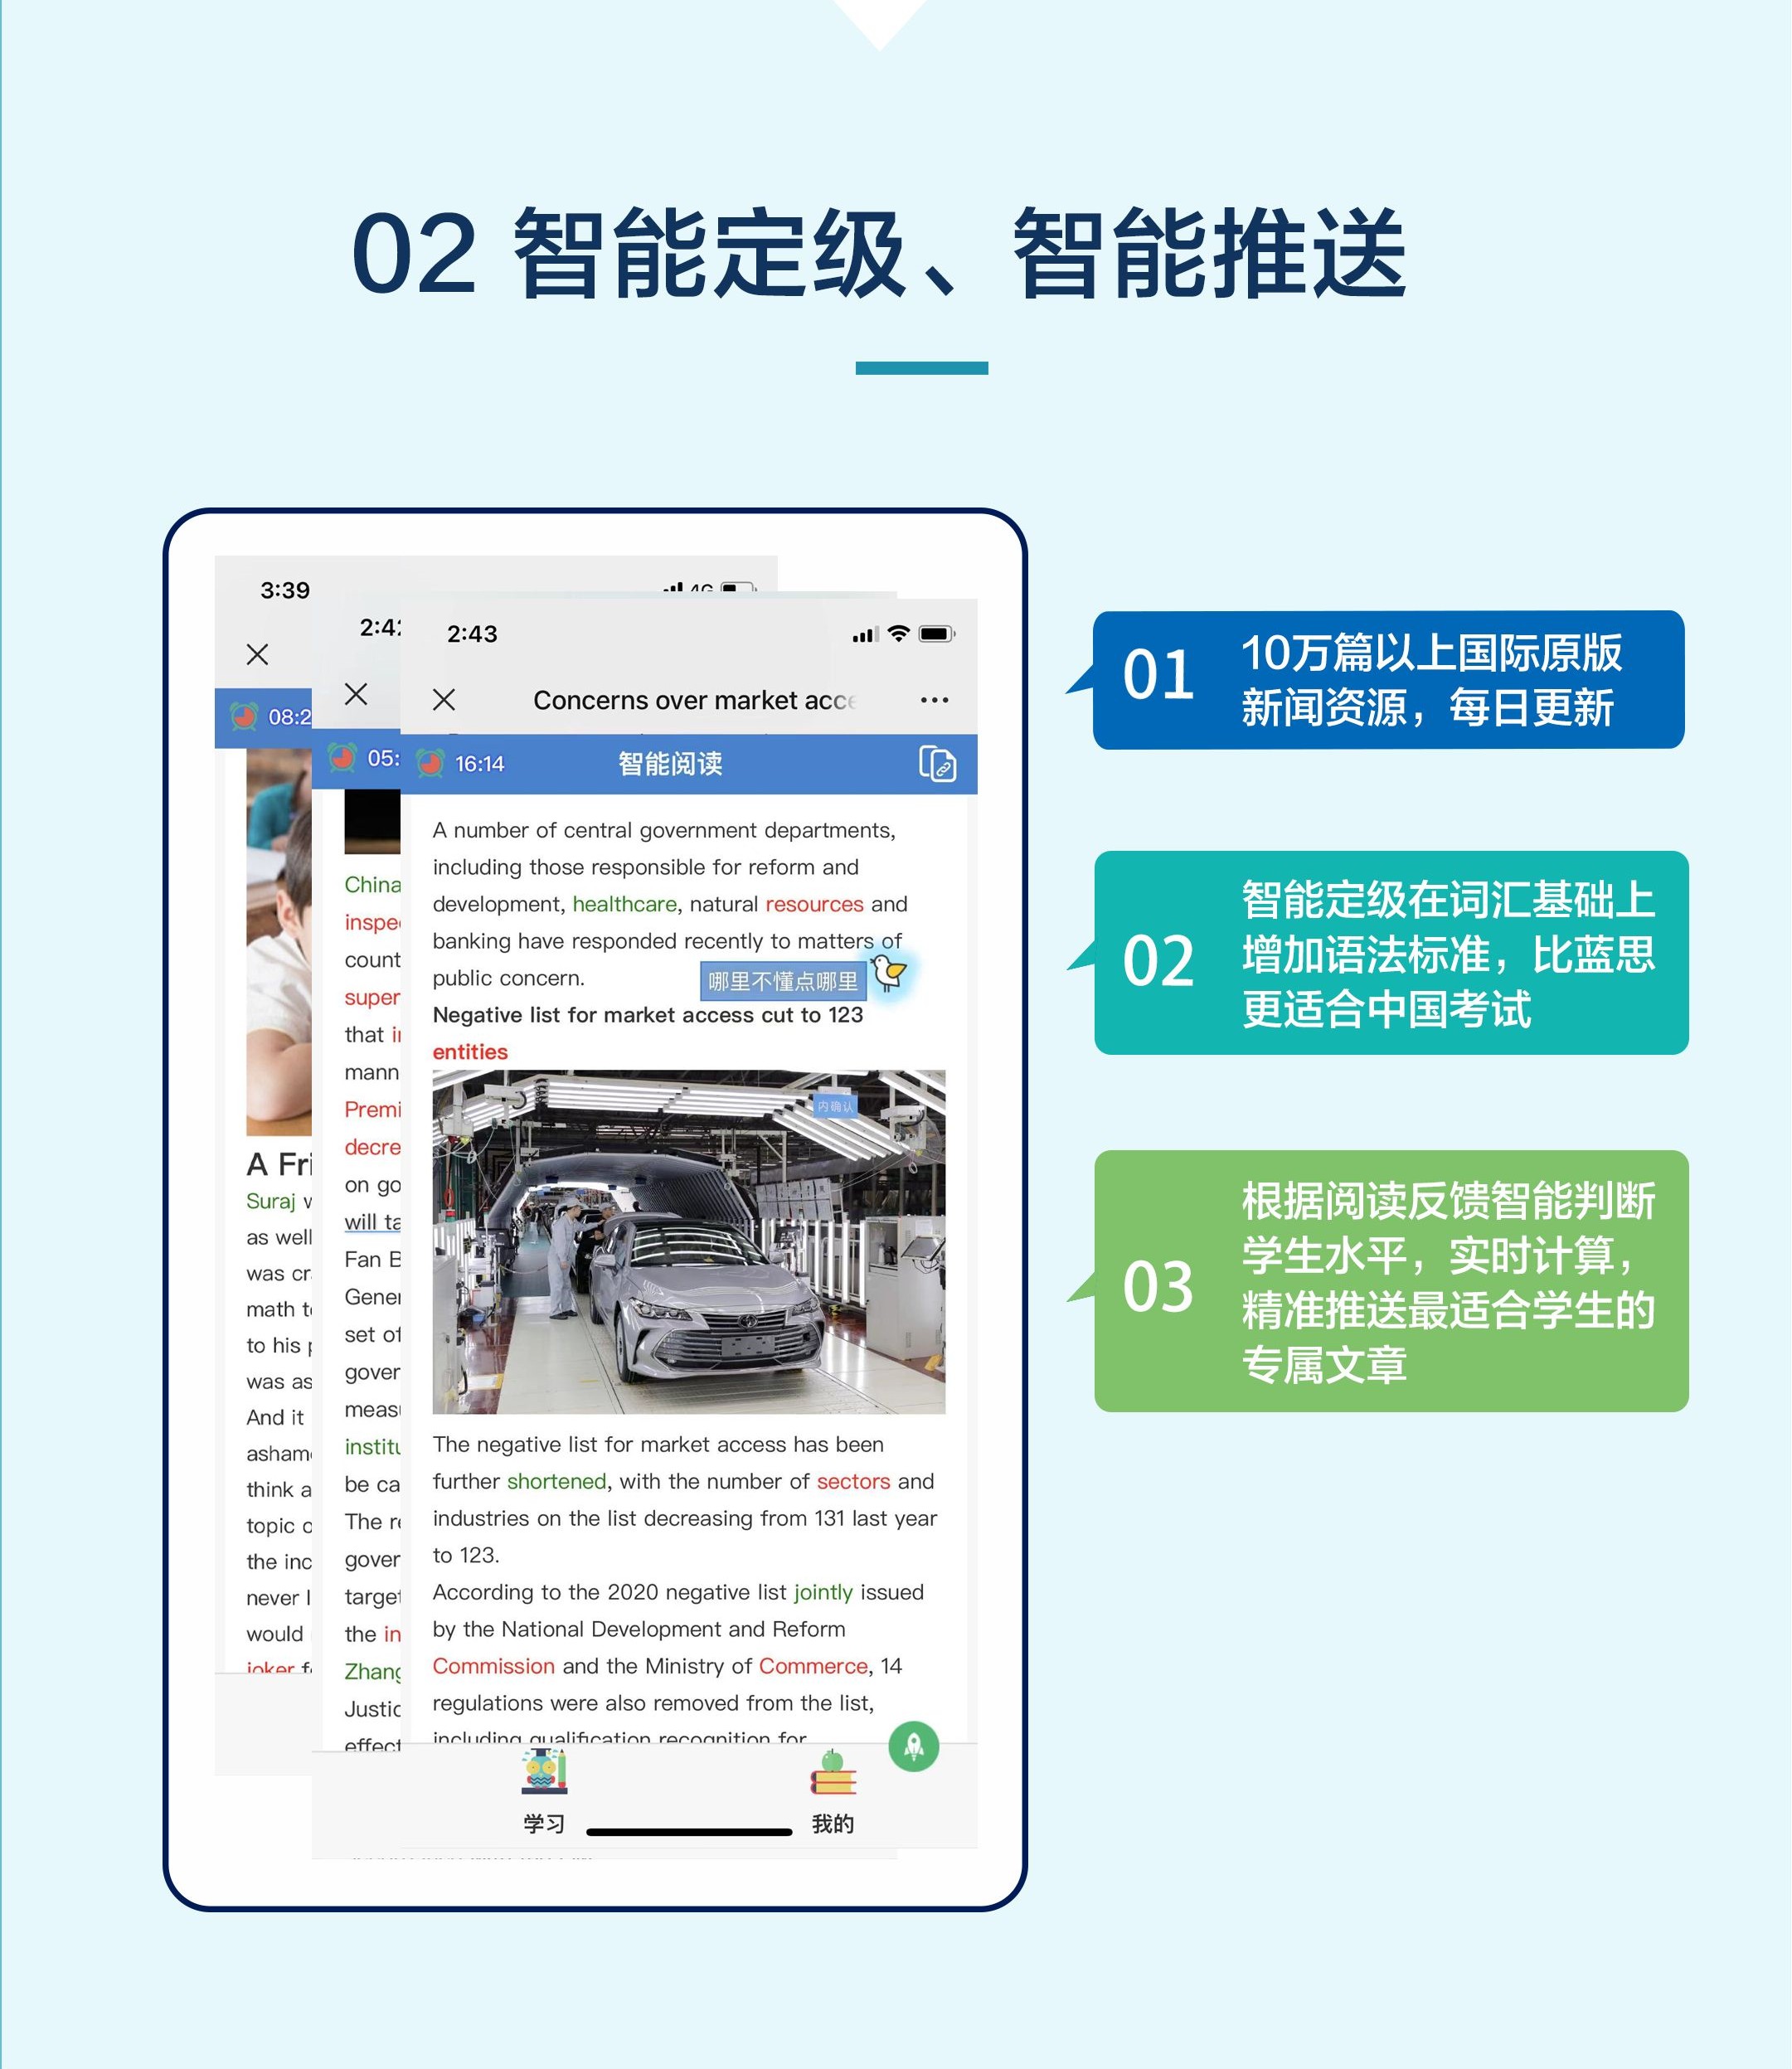 02 智能定级、智能推送
3:39
4G
08:2
A Fri
Suraj w
as well
was cr
math t
to his p
was as
And it
asham
think a
topic o
the inc
never l
would
joker f
2:42
05:
China
inspe
count
super
that i
mann
Premi
decre
on go
will ta
Fan B
Gener
set of
gover
meas
institu
be ca
The re
gover
target
the in
Zhang
Justic
effect
2:43
Concerns over market acce
16:14 智能阅读
A number of central government departments,
including those responsible for reform and
development, healthcare, natural resources and
banking have responded recently to matters of
public concern.
哪里不懂点哪里
Negative list for market access cut to 123
entities
内确认
The negative list for market access has been
further shortened, with the number of sectors and
industries on the list decreasing from 131 last year
to 123.
According to the 2020 negative list jointly issued
by the National Development and Reform
Commission and the Ministry of Commerce, 14
regulations were also removed from the list,
including qualification recognition for
学习 我的
01
10万篇以上国际原版
新闻资源，每日更新
02
智能定级在词汇基础上
增加语法标准，比蓝思
更适合中国考试
03
根据阅读反馈智能判断
学生水平，实时计算，
精准推送最适合学生的
专属文章